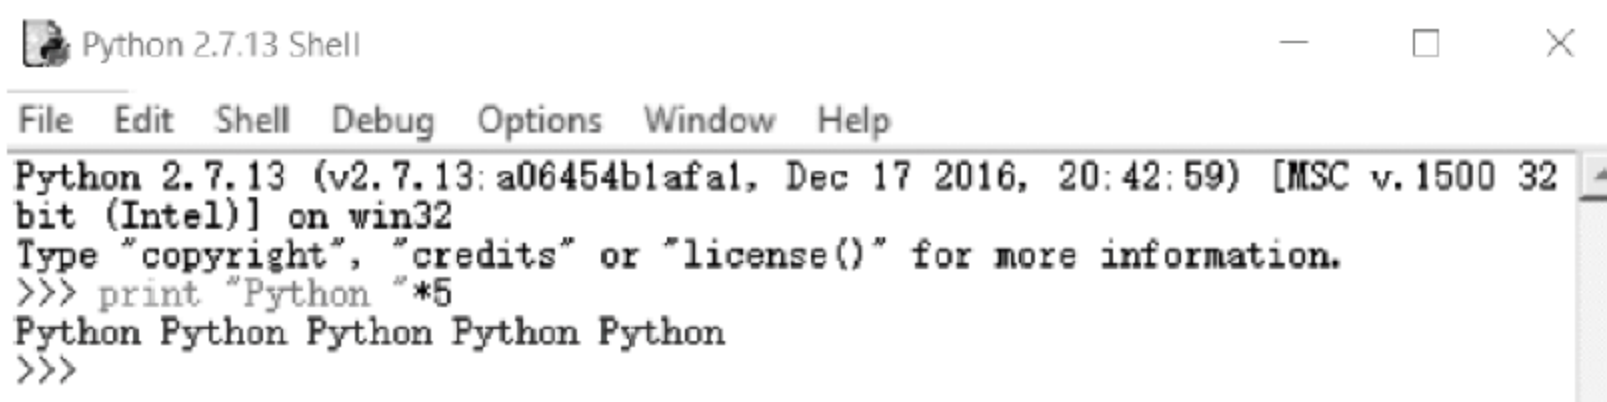 Python 2.7.13 Shell
File Edit Shell Debug Options Window Help
Python 2.7.13 (v2.7.13:a06454b1afa1, Dec 17 2016, 20:42:59) [MSC v.1500 32
bit (Intel)] on win32
Type "copyright", "credits" or "license()" for more information.
>>> print "Python "*5
Python Python Python Python Python
>>>